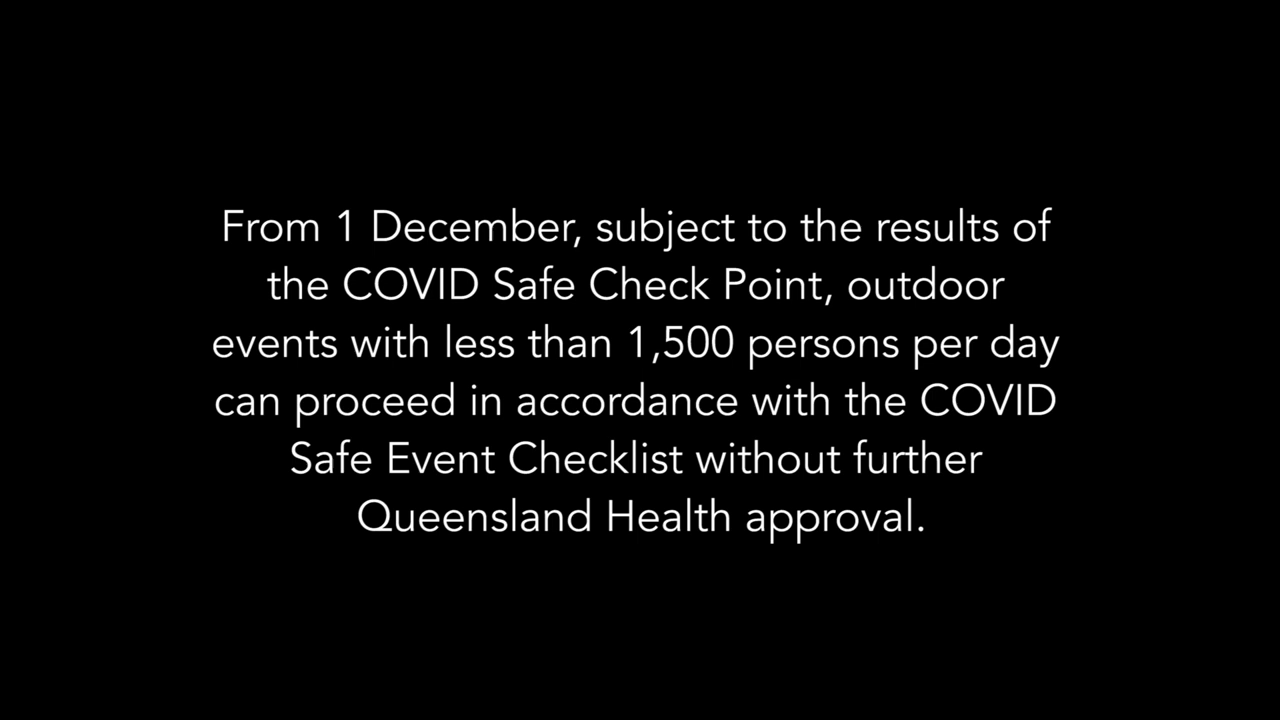 From 1 December, subject to the results of
the COVID Safe Check Point, outdoor
events with less than 1,500 persons per day
can proceed in accordance with the COVID
Safe Event Checklist without further
Queensland Health approval.